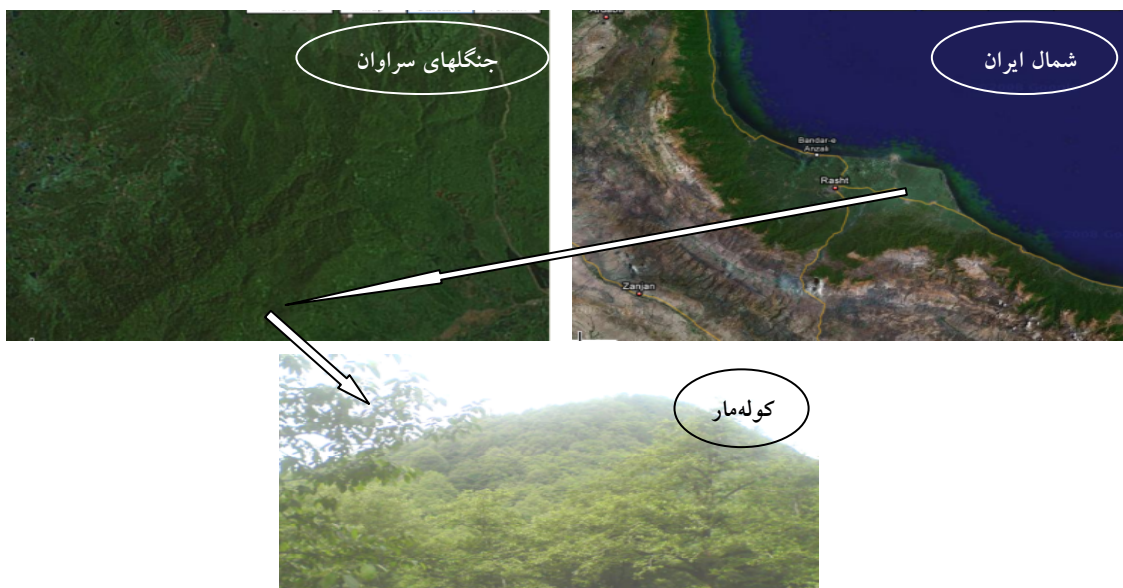 شمال ایران
جنگلهای سراوان
Bandar-e
Anzali
Rasht
Zanjan
کوله‌مار